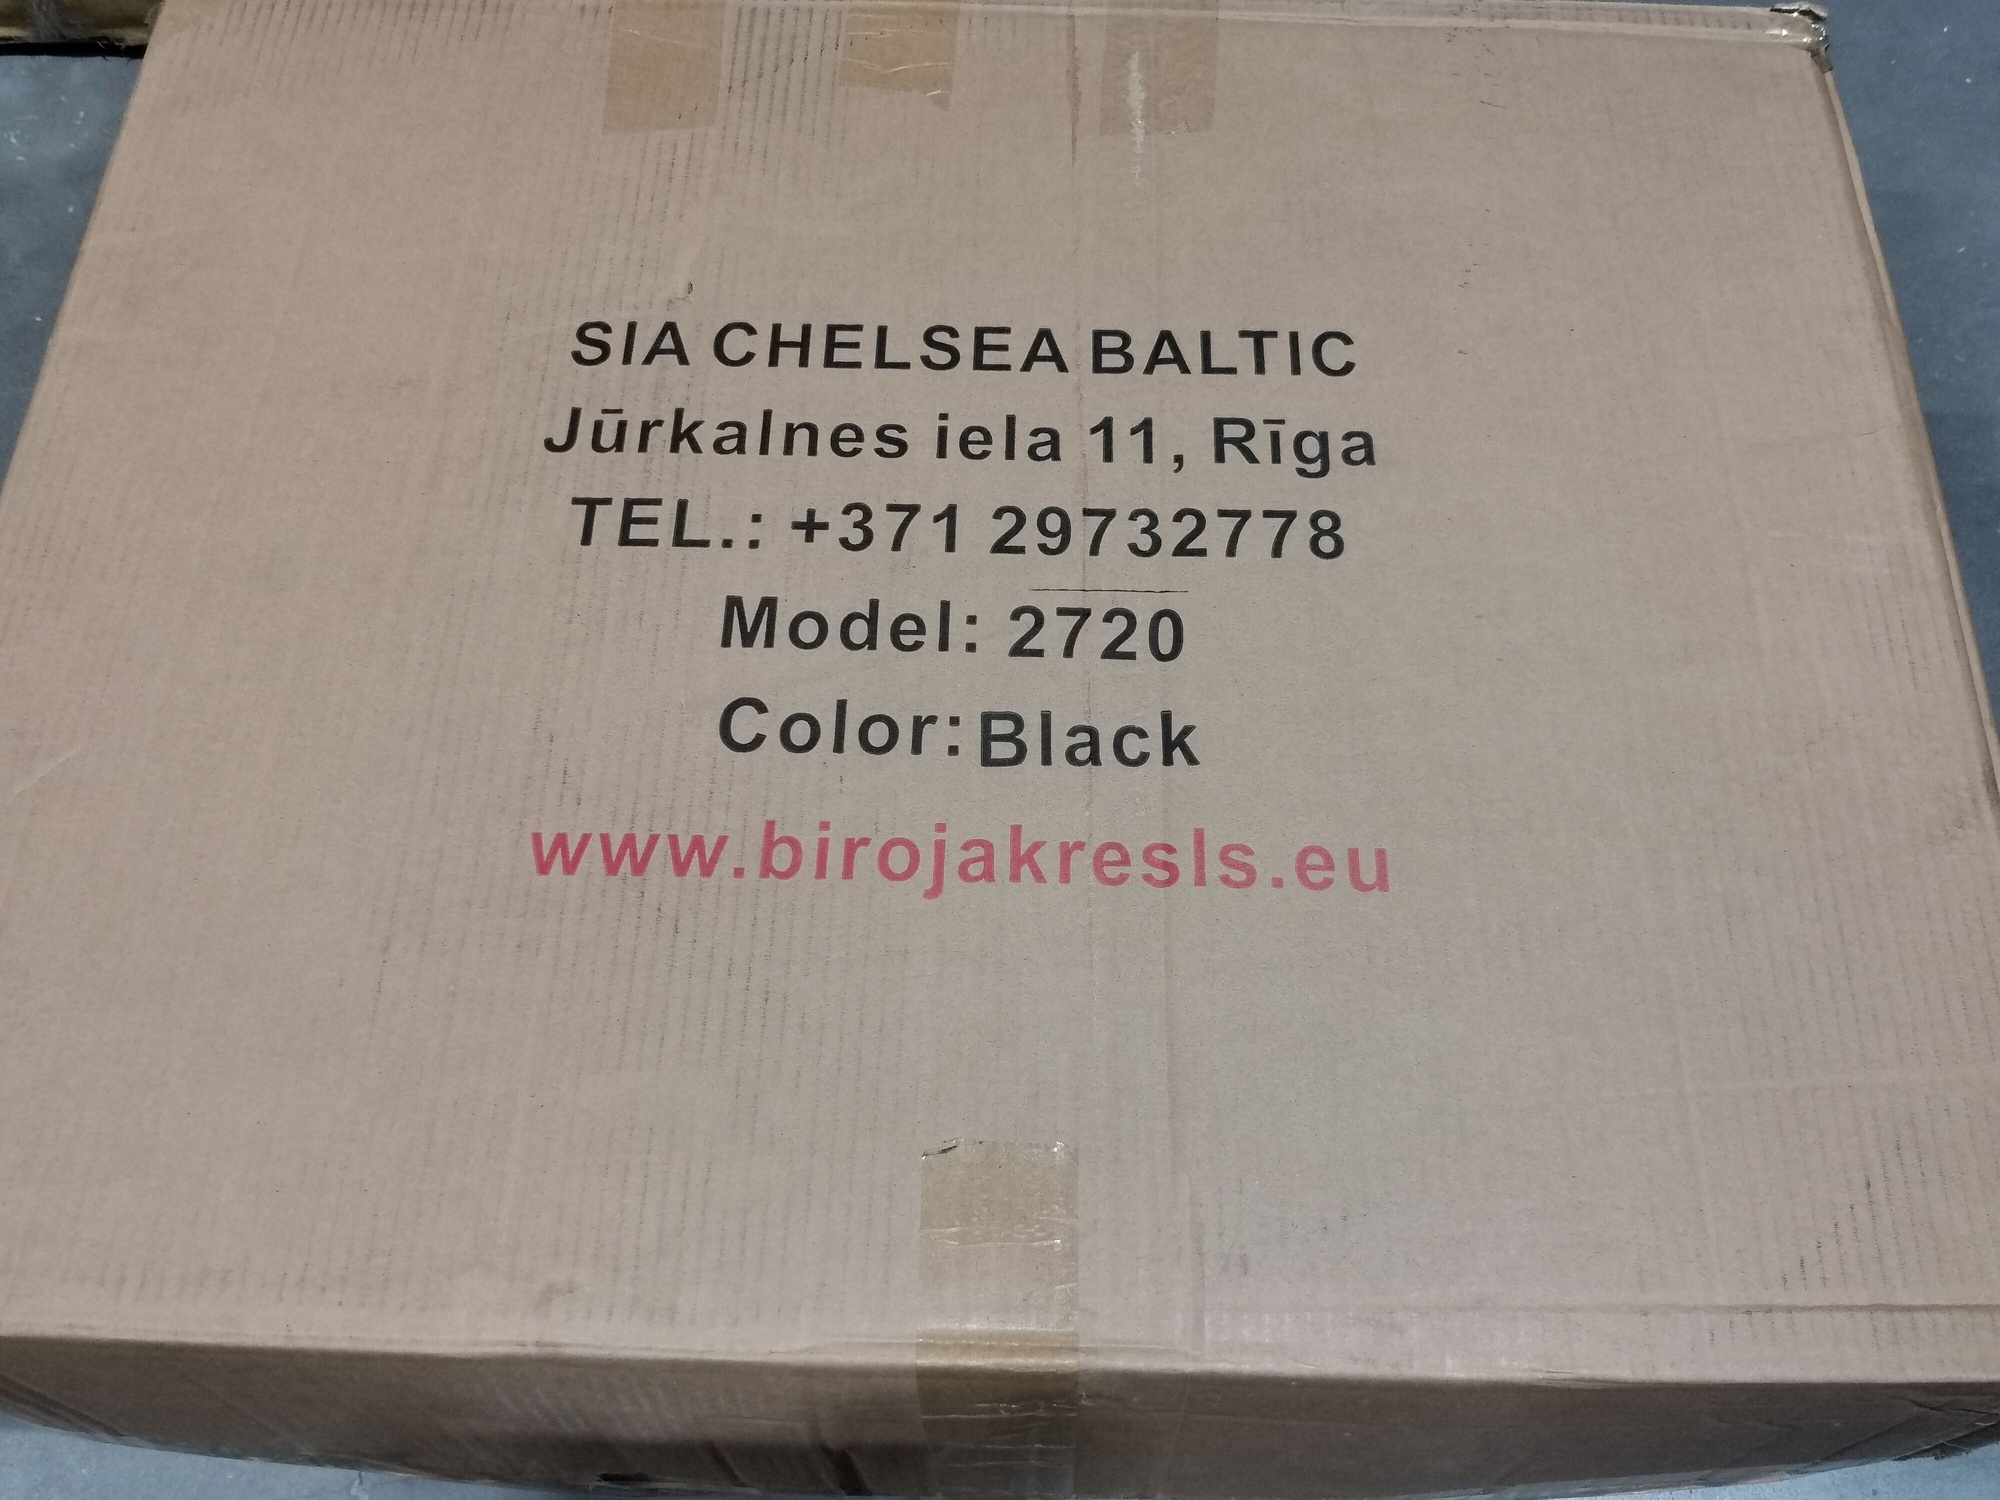 SIA CHELSEA BALTIC
Jūrkalnes iela 11, Rīga
TEL.: +371 29732778
Model: 2720
Color:Black
www.birojakresls.eu